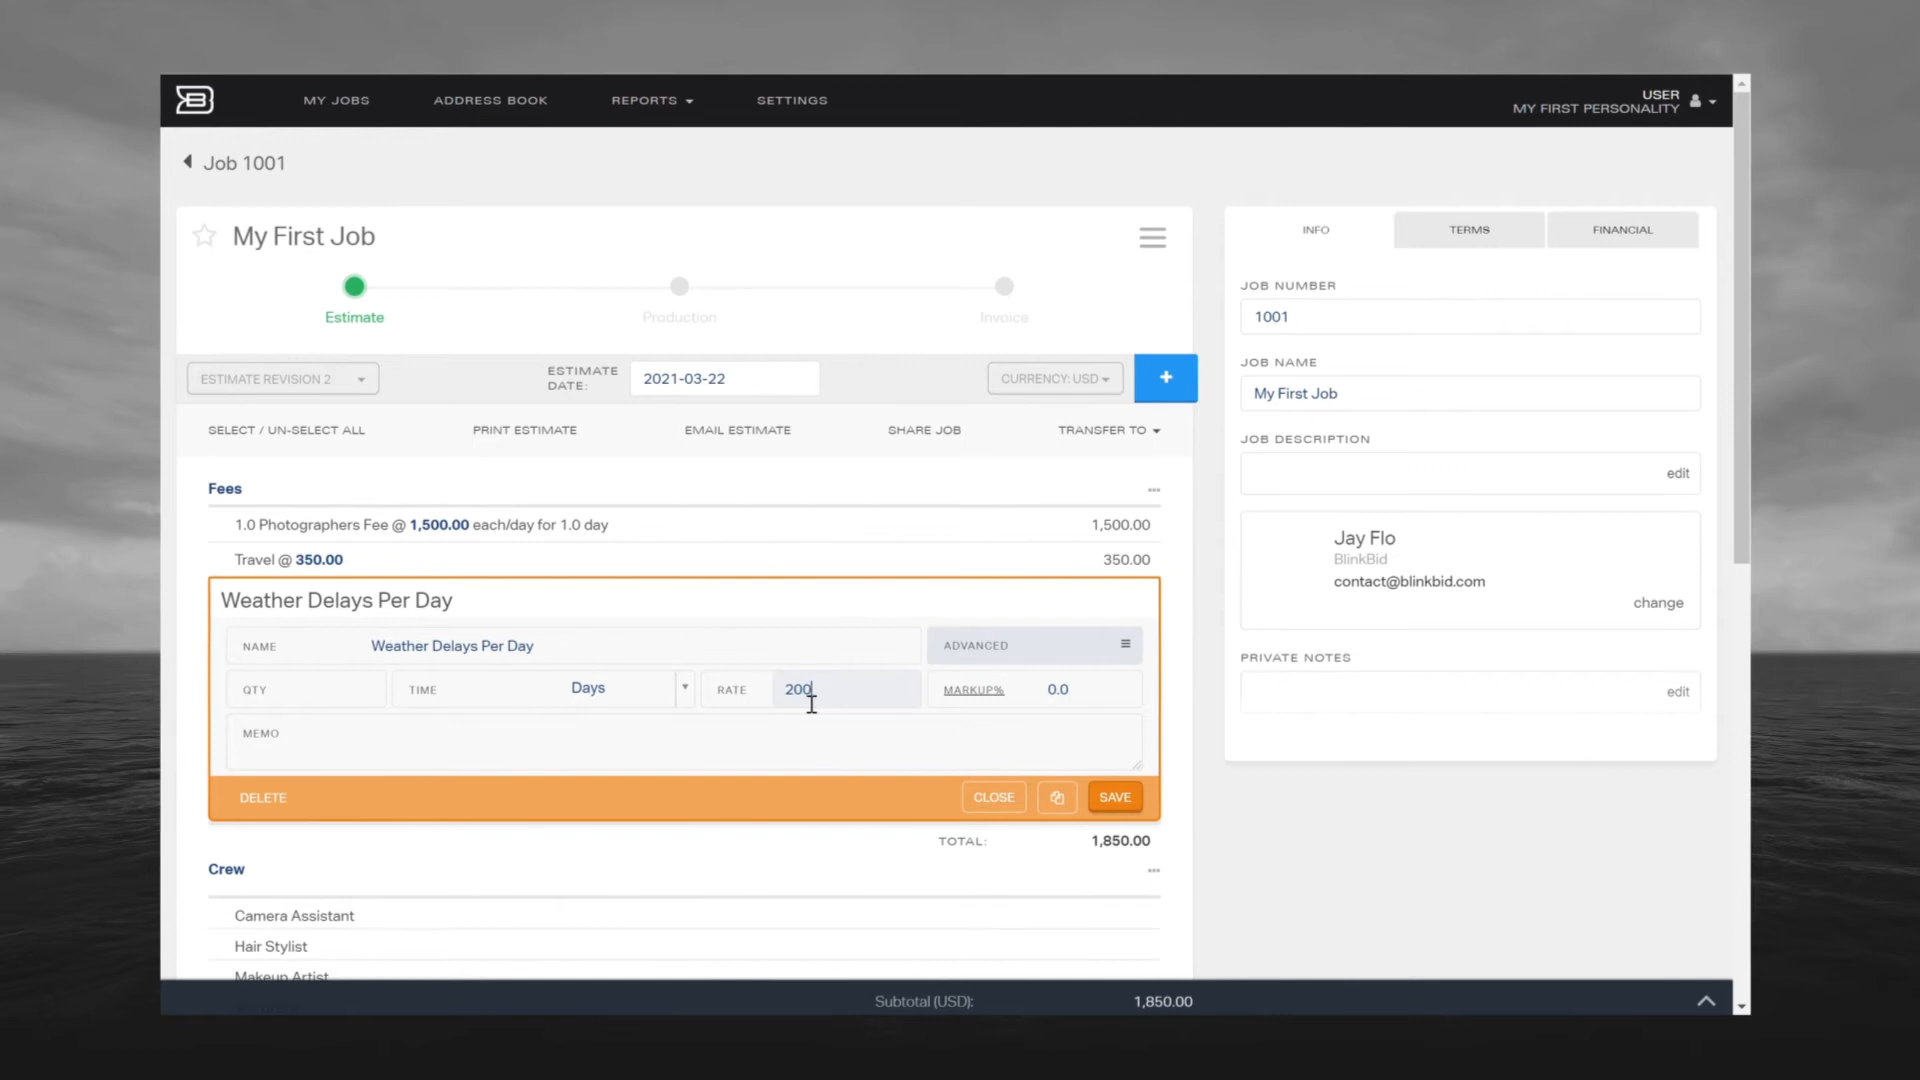 MY JOBS
ADDRESS BOOK
REPORTS
SETTINGS
USER
MY FIRST PERSONALITY
Job 1001
My First Job
Estimate
Production
Invoice
ESTIMATE REVISION 2
ESTIMATE
DATE:
2021-03-22
CURRENCY: USD
+
SELECT / UN-SELECT ALL
PRINT ESTIMATE
EMAIL ESTIMATE
SHARE JOB
TRANSFER TO
Fees
1.0 Photographers Fee @ 1,500.00 each/day for 1.0 day 1,500.00
Travel @ 350.00 350.00
Weather Delays Per Day
NAME Weather Delays Per Day
ADVANCED
QTY
TIME Days
RATE 200
MARKUP% 0.0
MEMO
DELETE
CLOSE
SAVE
TOTAL: 1,850.00
Crew
Camera Assistant
Hair Stylist
Makeup Artist
Subtotal (USD): 1,850.00
INFO
TERMS
FINANCIAL
JOB NUMBER
1001
JOB NAME
My First Job
JOB DESCRIPTION
edit
Jay Flo
BlinkBid
contact@blinkbid.com
change
PRIVATE NOTES
edit